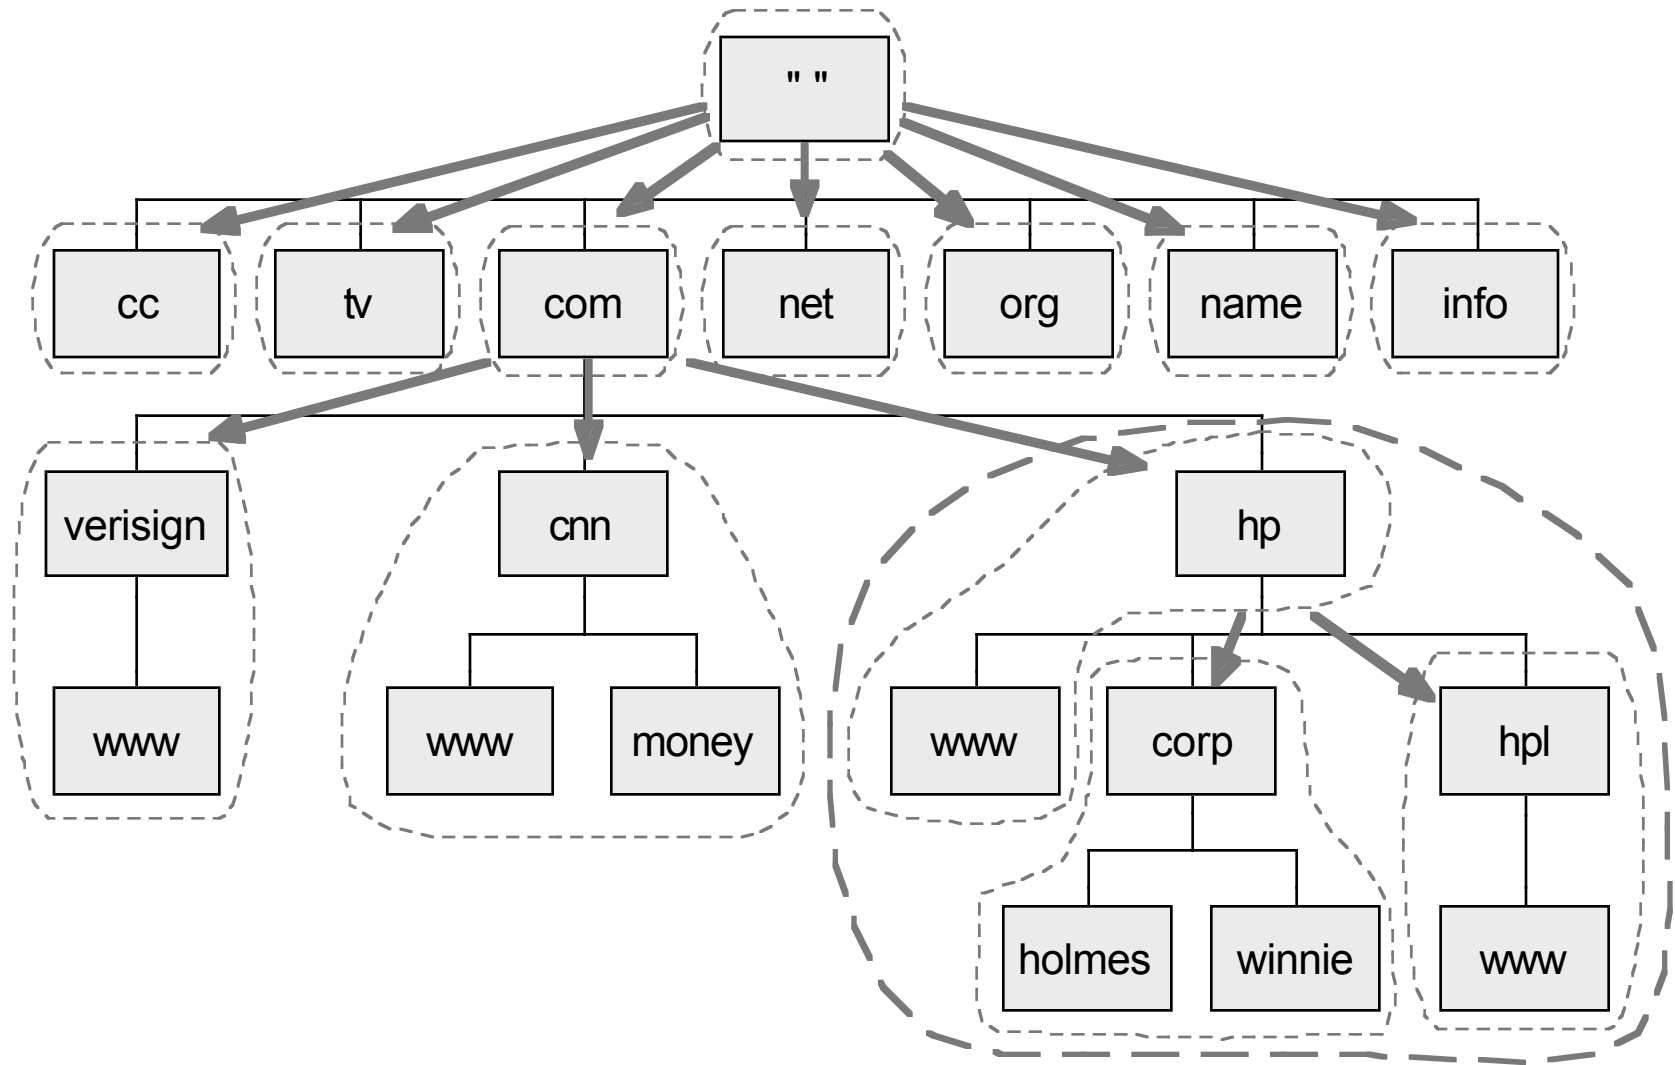 " "
cc tv com net org name info
verisign cnn hp
www www money www corp hpl
holmes winnie www